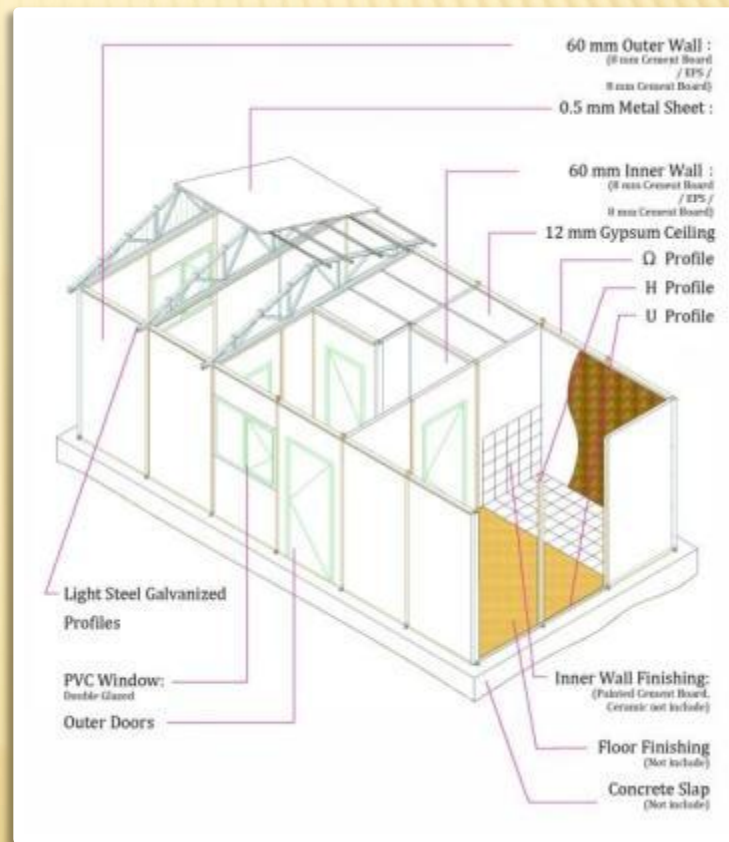 60 mm Outer Wall :
(8 mm Cement Board
/ EPS /
8 mm Cement Board)
0.5 mm Metal Sheet :
60 mm Inner Wall :
(8 mm Cement Board
/ EPS /
8 mm Cement Board)
12 mm Gypsum Ceiling
Ω Profile
H Profile
U Profile
Light Steel Galvanized
Profiles
PVC Window:
Double Glazed
Outer Doors
Inner Wall Finishing:
(Painted Cement Board,
Ceramic not include)
Floor Finishing
(Not include)
Concrete Slap
(Not include)